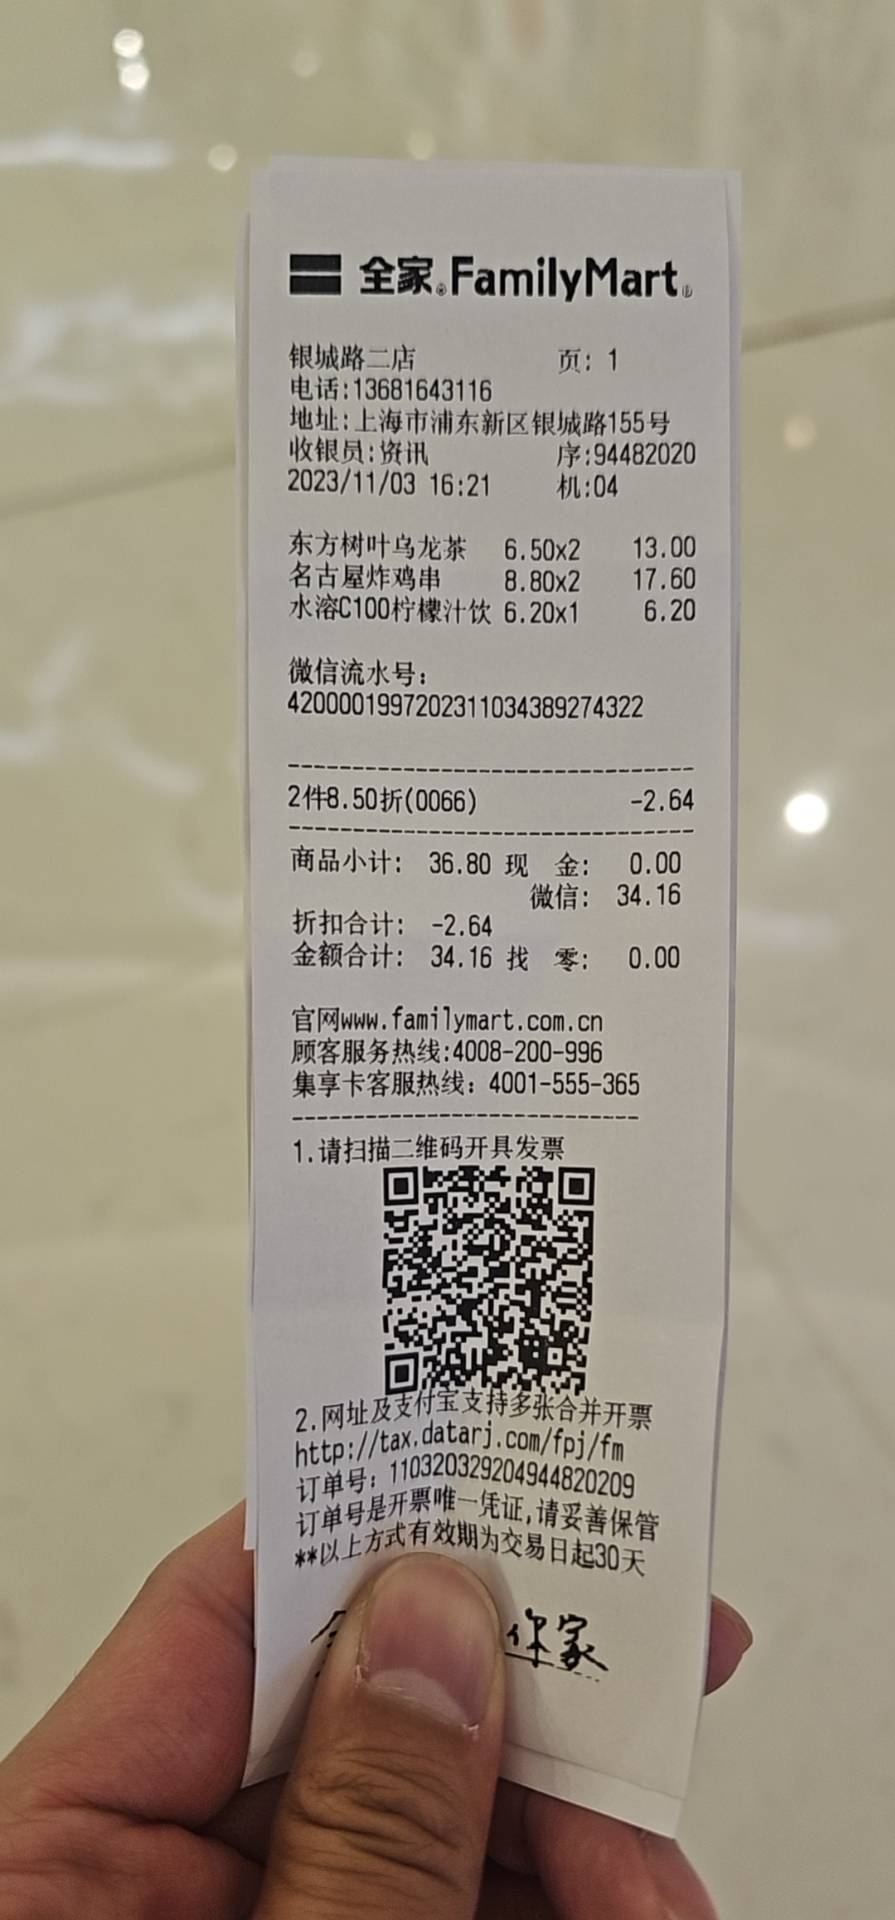 全家 FamilyMart
银城路二店 页: 1
电话:13681643116
地址:上海市浦东新区银城路155号
收银员:资讯 序:94482020
2023/11/03 16:21 机:04
东方树叶乌龙茶 6.50x2 13.00
名古屋炸鸡串 8.80x2 17.60
水溶C100柠檬汁饮 6.20x1 6.20
微信流水号:
4200001997202311034389274322
2件8.50折(0066) -2.64
商品小计: 36.80 现 金: 0.00
微信: 34.16
折扣合计: -2.64
金额合计: 34.16 找 零: 0.00
官网www.familymart.com.cn
顾客服务热线:4008-200-996
集享卡客服热线: 4001-555-365
1.请扫描二维码开具发票
2.网址及支付宝支持多张合并开票
http://tax.datarj.com/fpj/fm
订单号: 110320329204944820209
订单号是开票唯一凭证,请妥善保管
**以上方式有效期为交易日起30天
你家